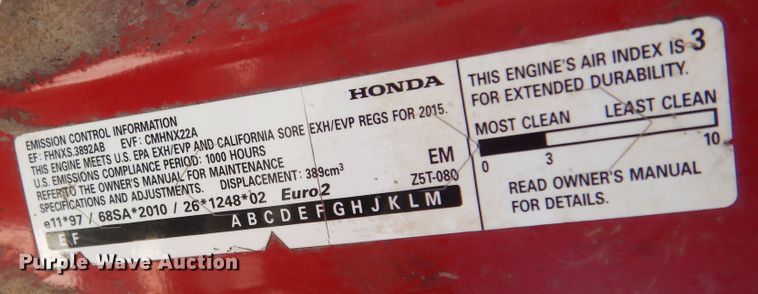 HONDA
EMISSION CONTROL INFORMATION
EF: FHNXS.3892AB EVF: CMHNX22A
THIS ENGINE MEETS U.S. EPA EXH/EVP AND CALIFORNIA SORE EXH/EVP REGS FOR 2015.
U.S. EMISSIONS COMPLIANCE PERIOD: 1000 HOURS
REFER TO THE OWNER'S MANUAL FOR MAINTENANCE
SPECIFICATIONS AND ADJUSTMENTS. DISPLACEMENT: 389cm³
EM
Z5T-080
e11*97 / 68SA*2010 / 26*1248*02 Euro2
E F A B C D E F G H J K L M
THIS ENGINE'S AIR INDEX IS 3
FOR EXTENDED DURABILITY.
MOST CLEAN LEAST CLEAN
0 3 10
READ OWNER'S MANUAL
FOR DETAILS.
Purple Wave Auction